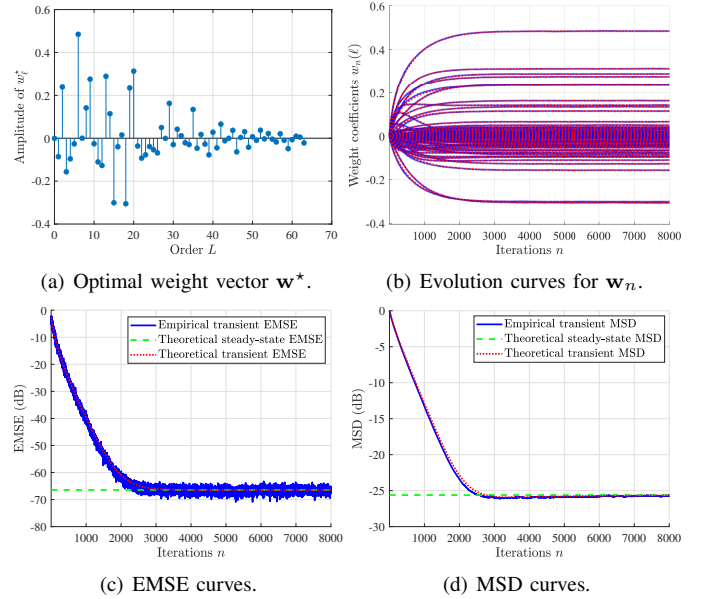 0.6
0.4
0.2
0
-0.2
-0.4
0 10 20 30 40 50 60 70
Amplitude of w⋆ℓ
Order L
(a) Optimal weight vector w⋆.
0.6
0.4
0.2
0
-0.2
-0.4
1000 2000 3000 4000 5000 6000 7000 8000
Weight coefficients wn(ℓ)
Iterations n
(b) Evolution curves for wn.
0
-10
-20
-30
-40
-50
-60
-70
-80
1000 2000 3000 4000 5000 6000 7000 8000
EMSE (dB)
Iterations n
Empirical transient EMSE
Theoretical steady-state EMSE
Theoretical transient EMSE
(c) EMSE curves.
0
-5
-10
-15
-20
-25
-30
1000 2000 3000 4000 5000 6000 7000 8000
MSD (dB)
Iterations n
Empirical transient MSD
Theoretical steady-state MSD
Theoretical transient MSD
(d) MSD curves.